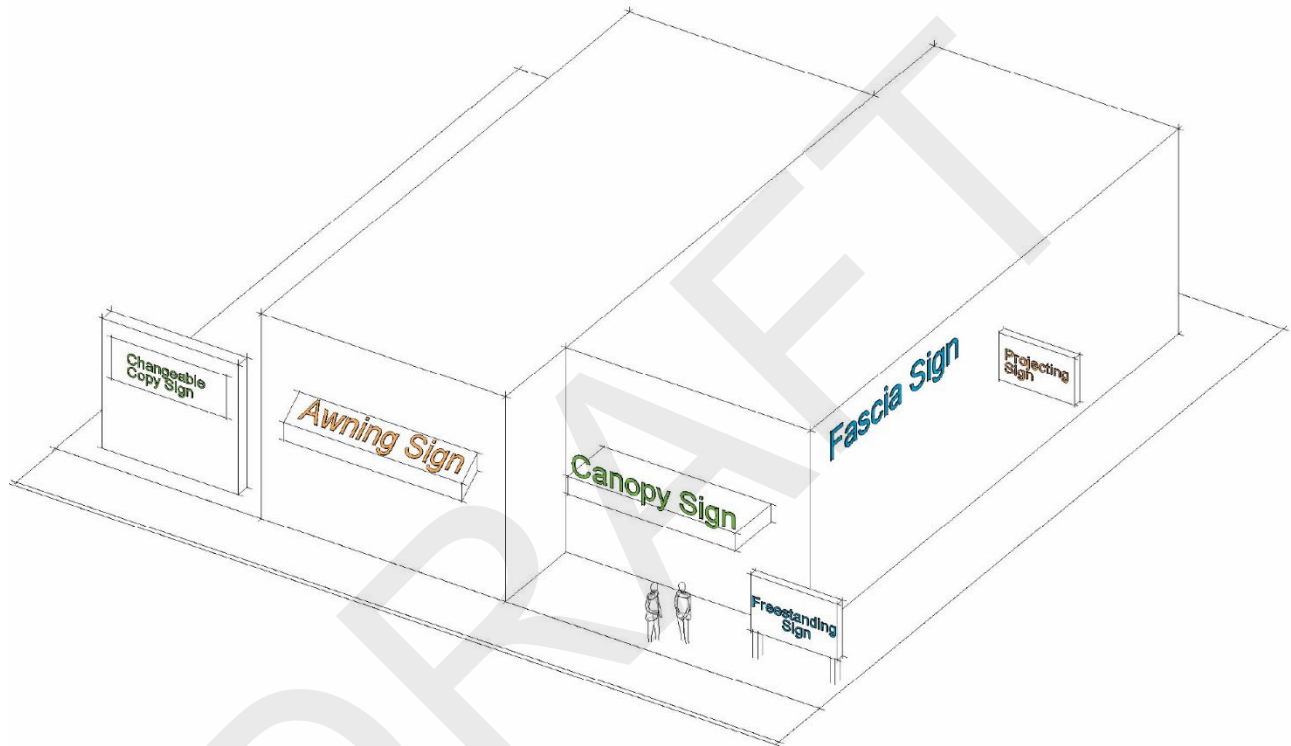 Changeable
Copy Sign
Awning Sign
Canopy Sign
Fascia Sign
Projecting
Sign
Freestanding
Sign
DRAFT